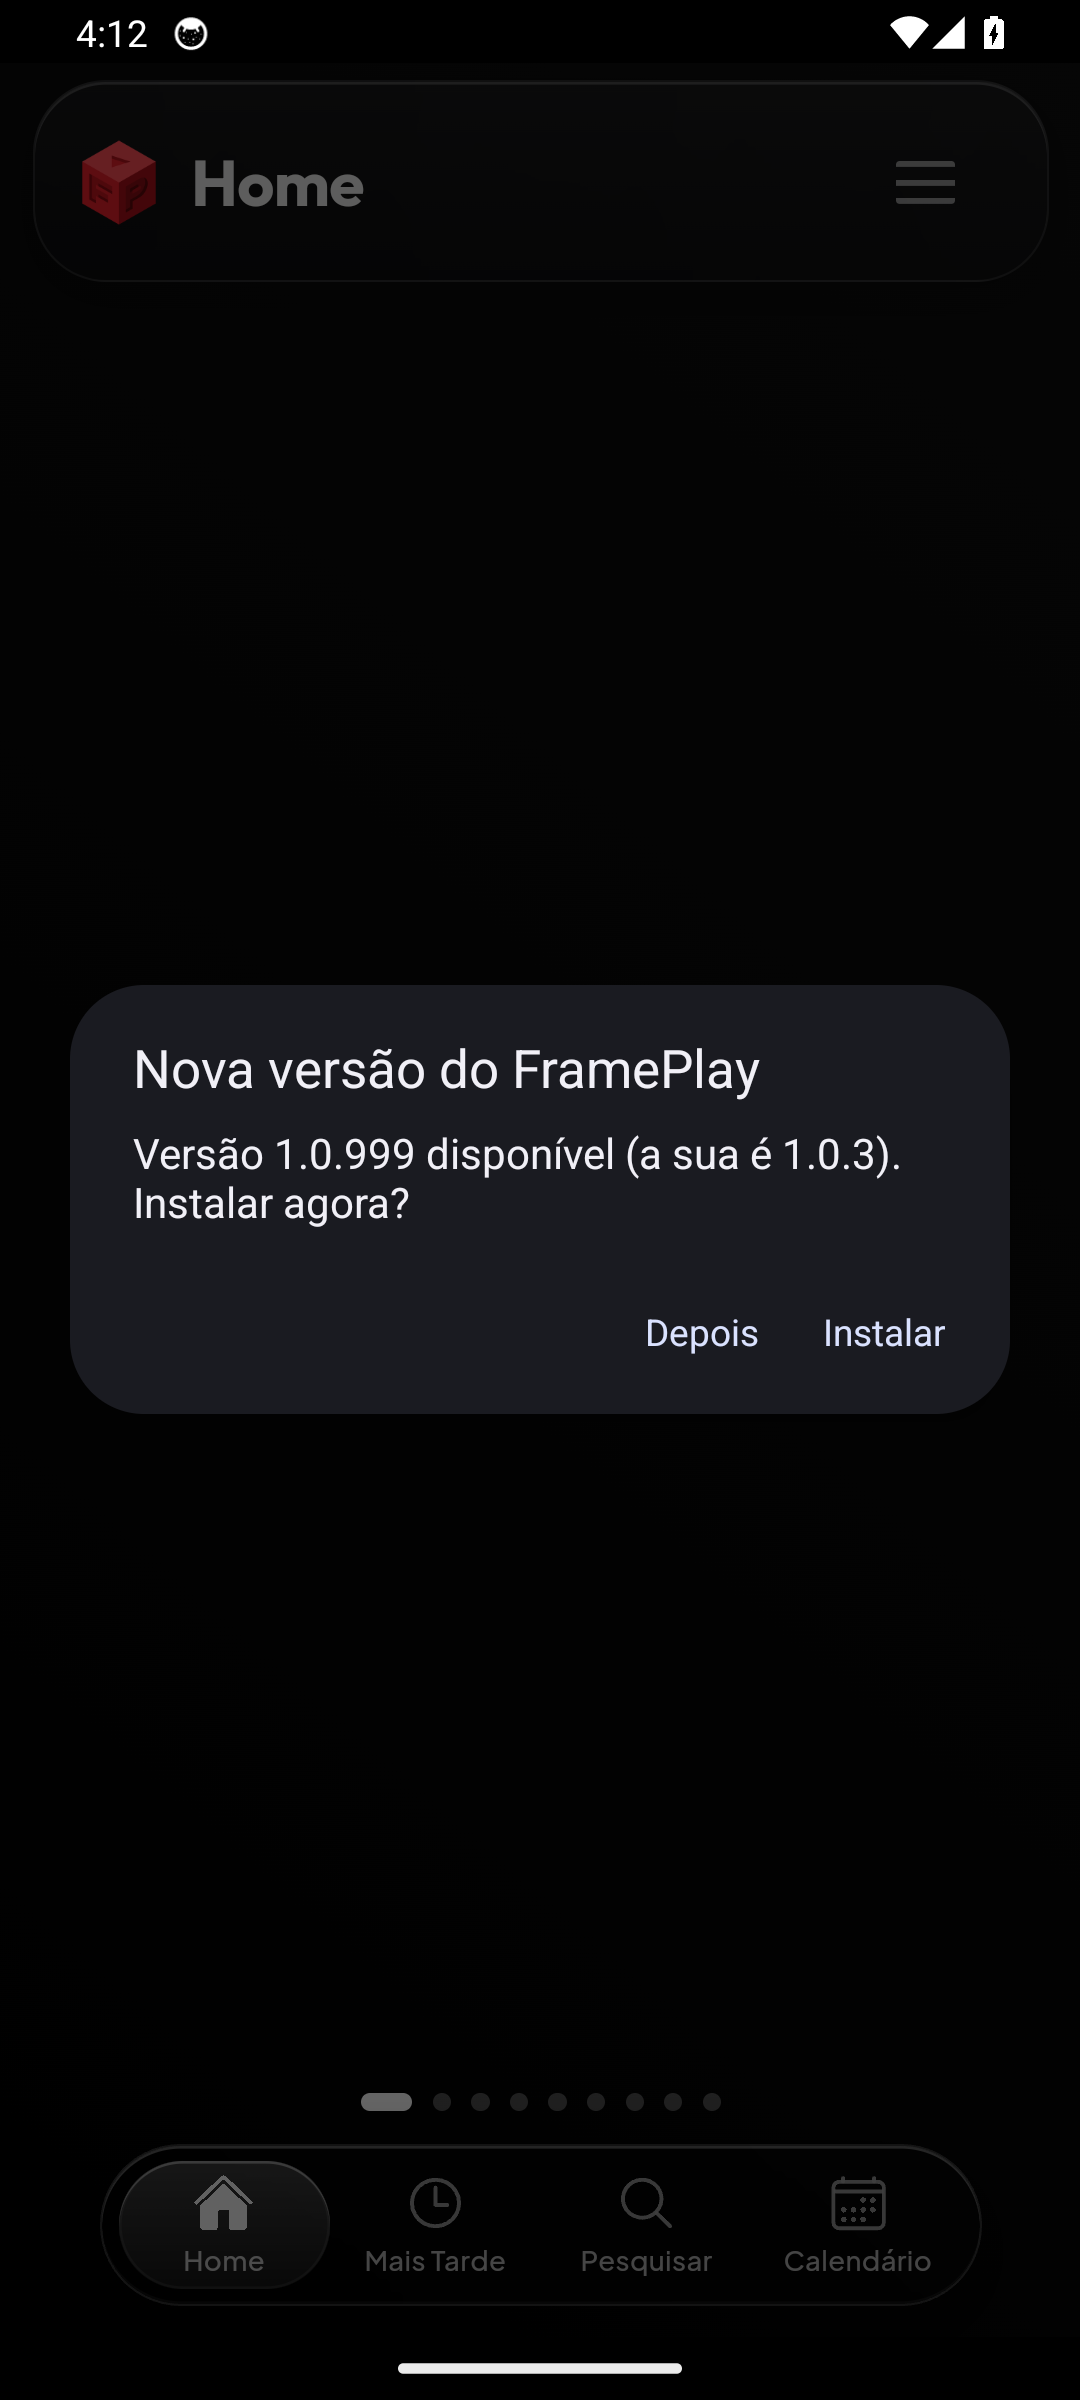 4:12
Home
Nova versão do FramePlay
Versão 1.0.999 disponível (a sua é 1.0.3).
Instalar agora?
Depois Instalar
Home Mais Tarde Pesquisar Calendário